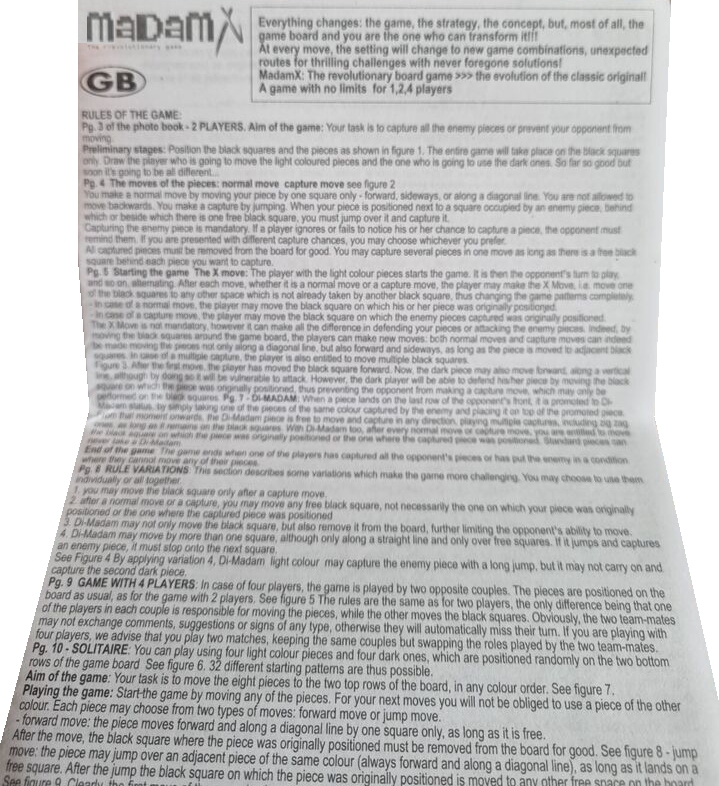 MaDaMX
The revolutionary game
GB
Everything changes: the game, the strategy, the concept, but, most of all, the
game board and you are the one who can transform it!!!
At every move, the setting will change to new game combinations, unexpected
routes for thrilling challenges with never foregone solutions!
MadamX: The revolutionary board game >>> the evolution of the classic original!
A game with no limits for 1,2,4 players
RULES OF THE GAME:
Pg. 3 of the photo book - 2 PLAYERS. Aim of the game: Your task is to capture all the enemy pieces or prevent your opponent from
moving.
Preliminary stages: Position the black squares and the pieces as shown in figure 1. The entire game will take place on the black squares
only. Draw the player who is going to move the light coloured pieces and the one who is going to use the dark ones. So far so good but
soon it's going to be all different...
Pg. 4 The moves of the pieces: normal move capture move see figure 2
You make a normal move by moving your piece by one square only - forward, sideways, or along a diagonal line. You are not allowed to
move backwards. You make a capture by jumping. When your piece is positioned next to a square occupied by an enemy piece, behind
which or beside which there is one free black square, you must jump over it and capture it.
Capturing the enemy piece is mandatory. If a player ignores or fails to notice his or her chance to capture a piece, the opponent must
remind them. If you are presented with different capture chances, you may choose whichever you prefer.
All captured pieces must be removed from the board for good. You may capture several pieces in one move as long as there is a free black
square behind each piece you want to capture.
Pg. 5 Starting the game The X move: The player with the light colour pieces starts the game. It is then the opponent's turn to play,
and so on, alternating. After each move, whether it is a normal move or a capture move, the player may make the X Move, i.e. move one
of the black squares to any other space which is not already taken by another black square, thus changing the game patterns completely.
- In case of a normal move, the player may move the black square on which his or her piece was originally positioned.
- In case of a capture move, the player may move the black square on which the enemy pieces captured was originally positioned.
The X Move is not mandatory, however it can make all the difference in defending your pieces or attacking the enemy pieces. Indeed, by
moving the black squares around the game board, the players can make new moves: both normal moves and capture moves can indeed
be made moving the pieces not only along a diagonal line, but also forward and sideways, as long as the piece is moved to adjacent black
squares. In case of a multiple capture, the player is also entitled to move multiple black squares.
Figure 3. After the first move, the player has moved the black square forward. Now, the dark piece may also move forward, along a vertical
line, although by doing so it will be vulnerable to attack. However, the dark player will be able to defend his/her piece by moving the black
square on which the piece was originally positioned, thus preventing the opponent from making a capture move, which may only be
performed on the black squares. Pg. 7 - DI-MADAM: When a piece lands on the last row of the opponent's front, it is promoted to Di-
Madam status, by simply taking one of the pieces of the same colour captured by the enemy and placing it on top of the promoted piece.
From that moment onwards, the Di-Madam piece is free to move and capture in any direction, playing multiple captures, including zig zag
ones, as long as it remains on the black squares. With Di-Madam too, after every normal move or capture move, you are entitled to move
the black square on which the piece was originally positioned or the one where the captured piece was positioned. Standard pieces can
never take a Di-Madam.
End of the game: The game ends when one of the players has captured all the opponent's pieces or has put the enemy in a condition
where they cannot move any of their pieces.
Pg. 8 RULE VARIATIONS: This section describes some variations which make the game more challenging. You may choose to use them
individually or all together.
1. you may move the black square only after a capture move.
2. after a normal move or a capture, you may move any free black square, not necessarily the one on which your piece was originally
positioned or the one where the captured piece was positioned
3. Di-Madam may not only move the black square, but also remove it from the board, further limiting the opponent's ability to move.
4. Di-Madam may move by more than one square, although only along a straight line and only over free squares. If it jumps and captures
an enemy piece, it must stop onto the next square.
See Figure 4 By applying variation 4, Di-Madam light colour may capture the enemy piece with a long jump, but it may not carry on and
capture the second dark piece.
Pg. 9 GAME WITH 4 PLAYERS: In case of four players, the game is played by two opposite couples. The pieces are positioned on the
board as usual, as for the game with 2 players. See figure 5 The rules are the same as for two players, the only difference being that one
of the players in each couple is responsible for moving the pieces, while the other moves the black squares. Obviously, the two team-mates
may not exchange comments, suggestions or signs of any type, otherwise they will automatically miss their turn. If you are playing with
four players, we advise that you play two matches, keeping the same couples but swapping the roles played by the two team-mates.
Pg. 10 - SOLITAIRE: You can play using four light colour pieces and four dark ones, which are positioned randomly on the two bottom
rows of the game board See figure 6. 32 different starting patterns are thus possible.
Aim of the game: Your task is to move the eight pieces to the two top rows of the board, in any colour order. See figure 7.
Playing the game: Start the game by moving any of the pieces. For your next moves you will not be obliged to use a piece of the other
colour. Each piece may choose from two types of moves: forward move or jump move.
- forward move: the piece moves forward and along a diagonal line by one square only, as long as it is free.
After the move, the black square where the piece was originally positioned must be removed from the board for good. See figure 8 - jump
move: the piece may jump over an adjacent piece of the same colour (always forward and along a diagonal), as long as it lands on a
free square. After the jump the black square on which the piece was originally positioned is moved to any other free space on the board.
See figure 9. Clearly, the first move of the